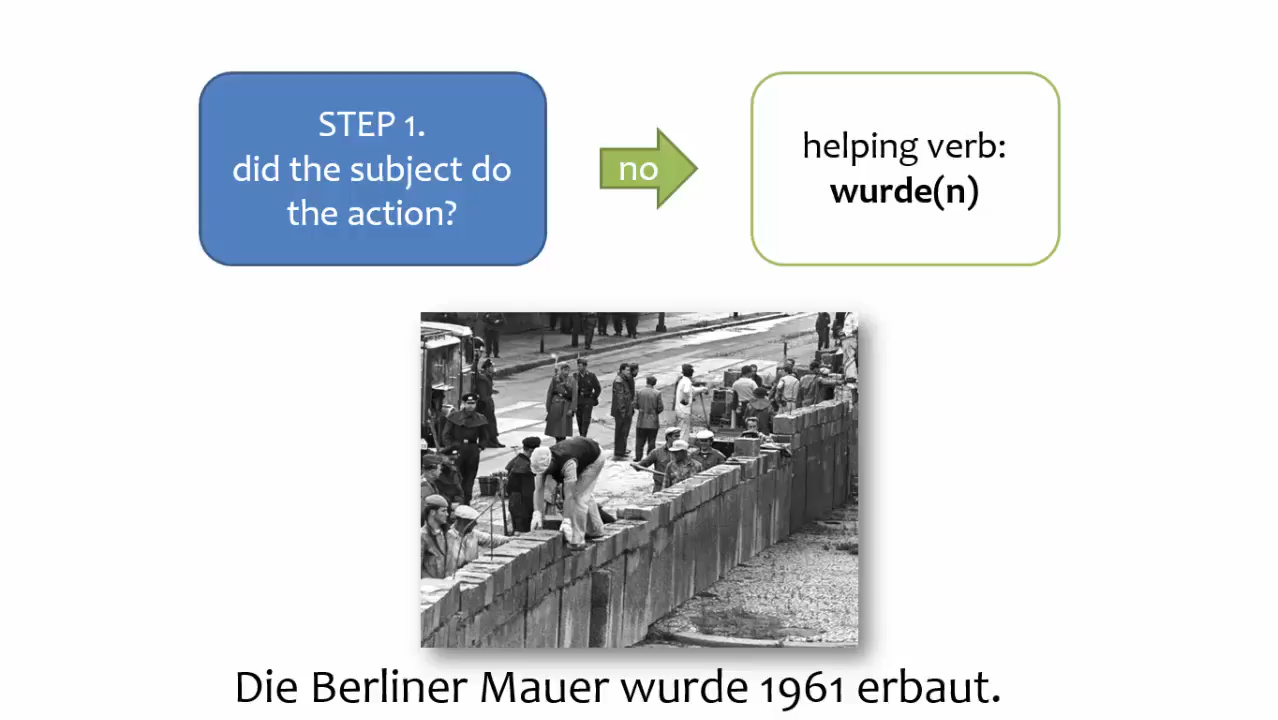 STEP 1.
did the subject do
the action?
no
helping verb:
wurde(n)
Die Berliner Mauer wurde 1961 erbaut.